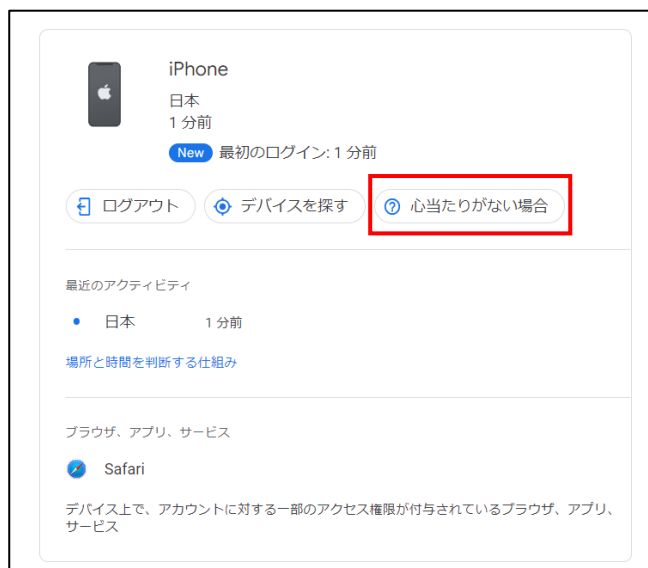 iPhone
日本
1 分前
New 最初のログイン: 1 分前
ログアウト デバイスを探す 心当たりがない場合
最近のアクティビティ
日本 1 分前
場所と時間を判断する仕組み
ブラウザ、アプリ、サービス
Safari
デバイス上で、アカウントに対する一部のアクセス権限が付与されているブラウザ、アプリ、
サービス